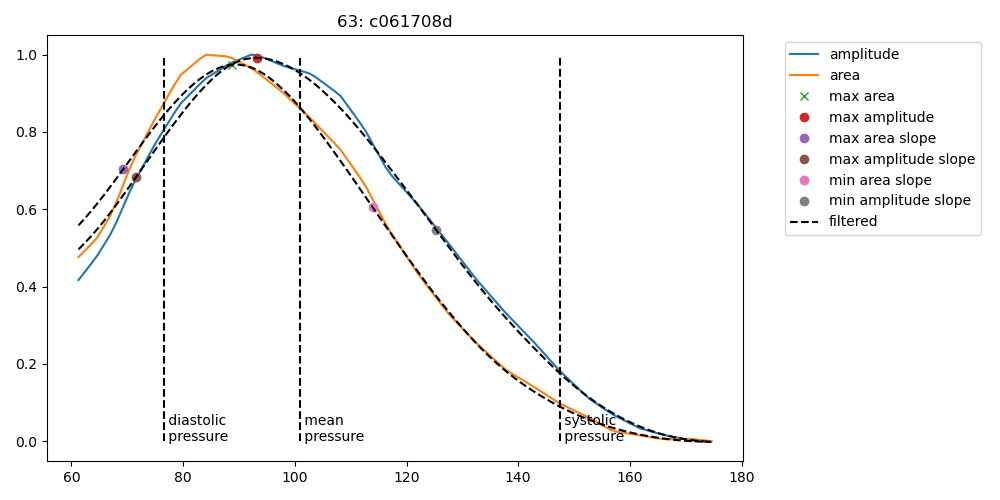 63: c061708d
1.0
0.8
0.6
0.4
0.2
0.0
60
80
100
120
140
160
180
diastolic
pressure
mean
pressure
systolic
pressure
amplitude
area
max area
max amplitude
max area slope
max amplitude slope
min area slope
min amplitude slope
filtered